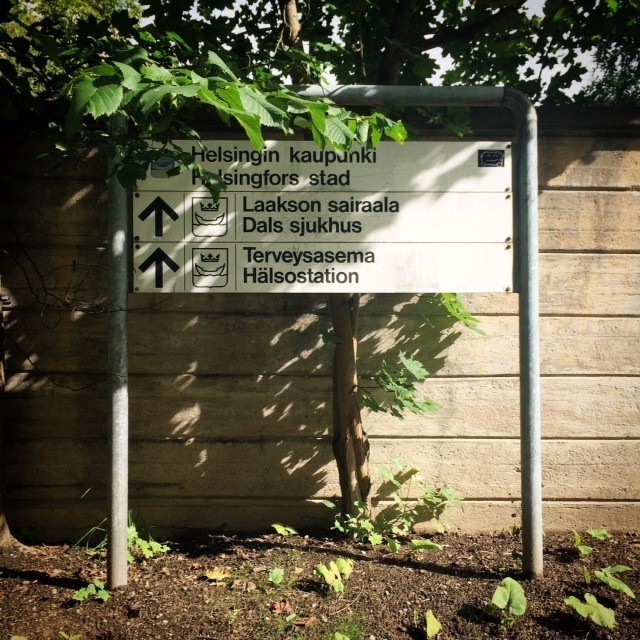 Helsingin kaupunki
Helsingfors stad
Laakson sairaala
Dals sjukhus
Terveysasema
Hälsostation